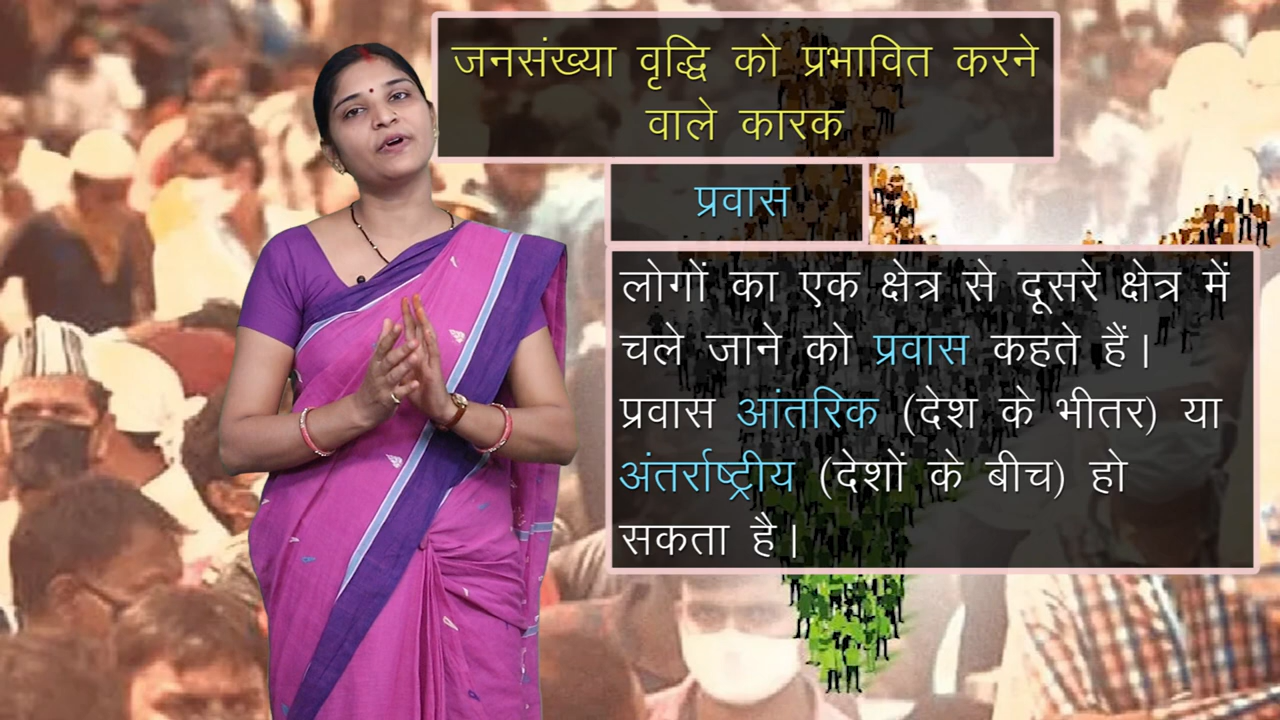 जनसंख्या वृद्धि को प्रभावित करने
वाले कारक
प्रवास
लोगों का एक क्षेत्र से दूसरे क्षेत्र में
चले जाने को प्रवास कहते हैं।
प्रवास आंतरिक (देश के भीतर) या
अंतर्राष्ट्रीय (देशों के बीच) हो
सकता है।